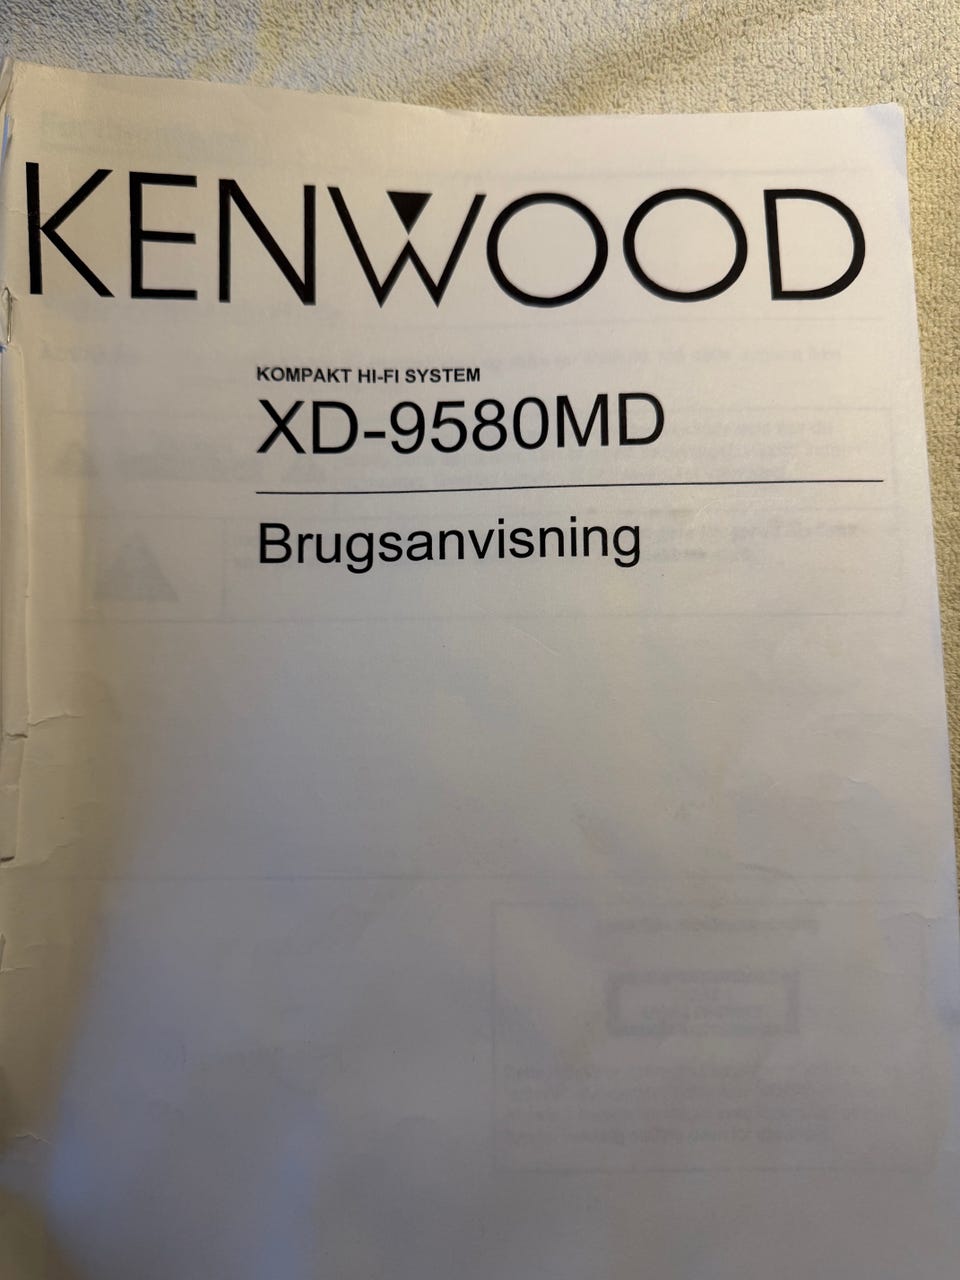 KENWOOD
KOMPAKT HI-FI SYSTEM
XD-9580MD
Brugsanvisning